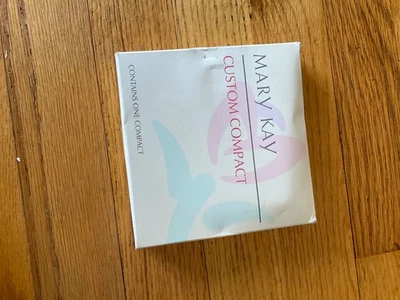 MARY KAY
CUSTOM COMPACT
CONTAINS ONE COMPACT